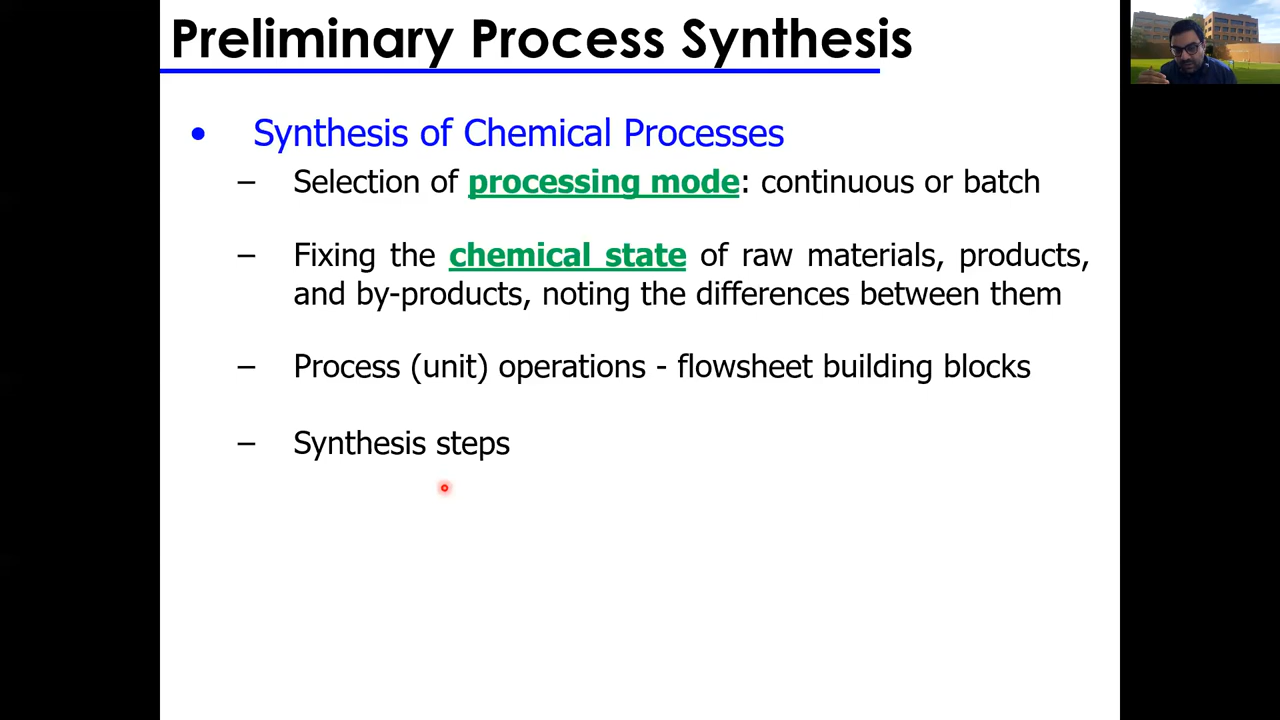 Preliminary Process Synthesis
• Synthesis of Chemical Processes
– Selection of processing mode: continuous or batch
– Fixing the chemical state of raw materials, products,
and by-products, noting the differences between them
– Process (unit) operations - flowsheet building blocks
– Synthesis steps